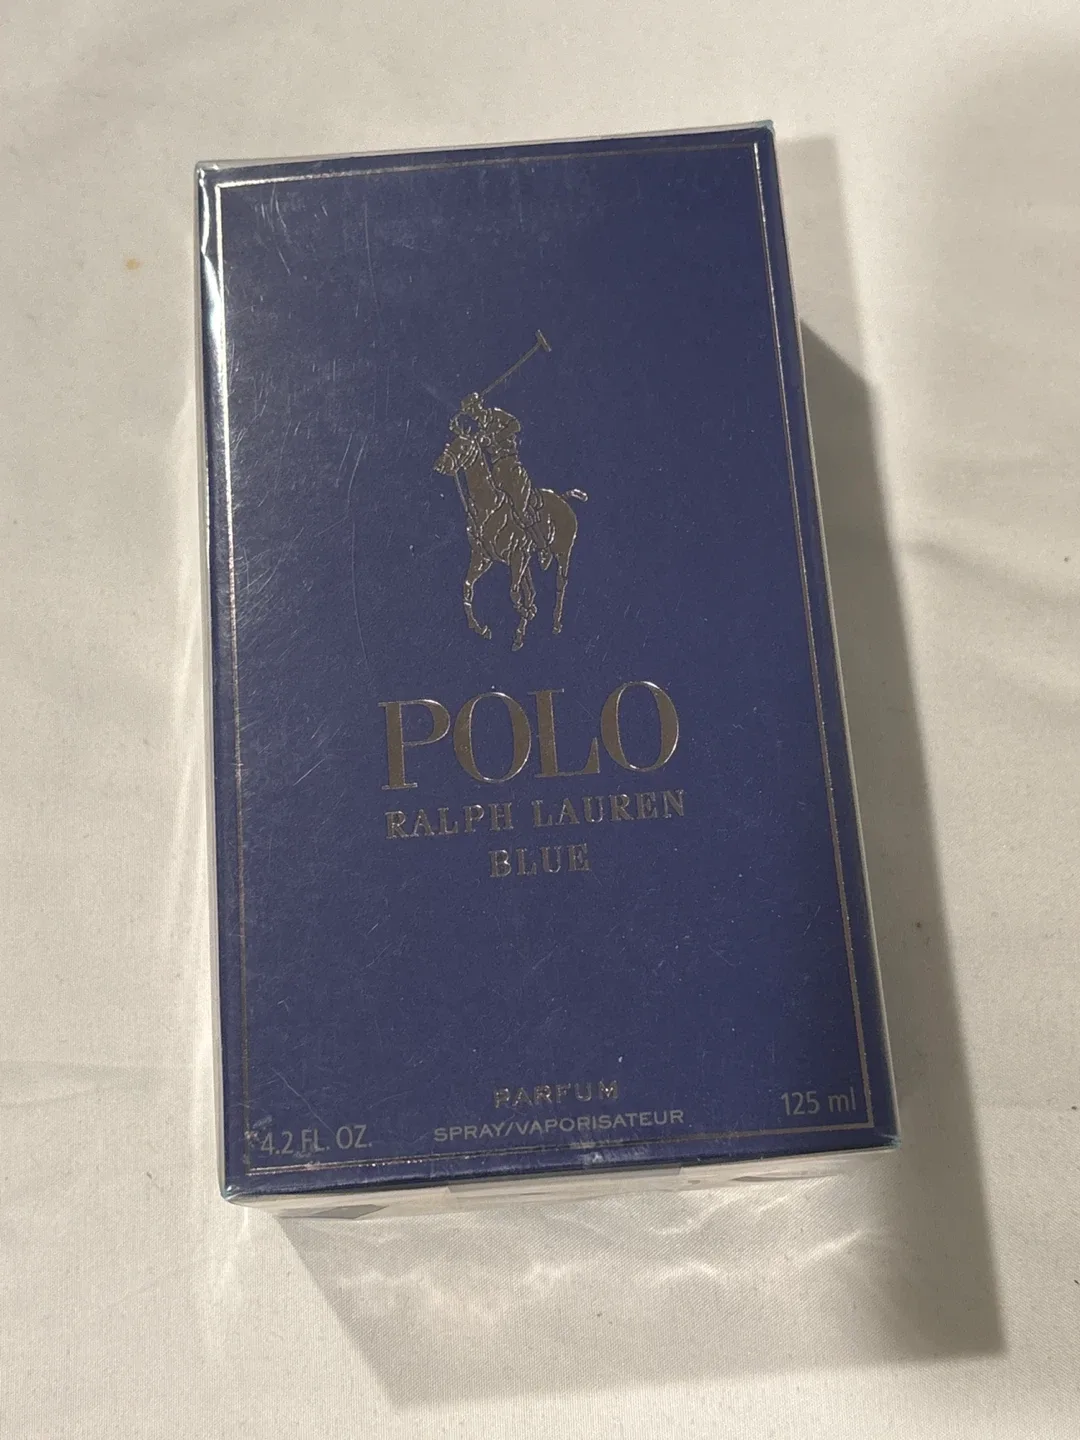 POLO
RALPH LAUREN
BLUE
PARFUM
SPRAY/VAPORISATEUR
4.2 FL. OZ.
125 ml